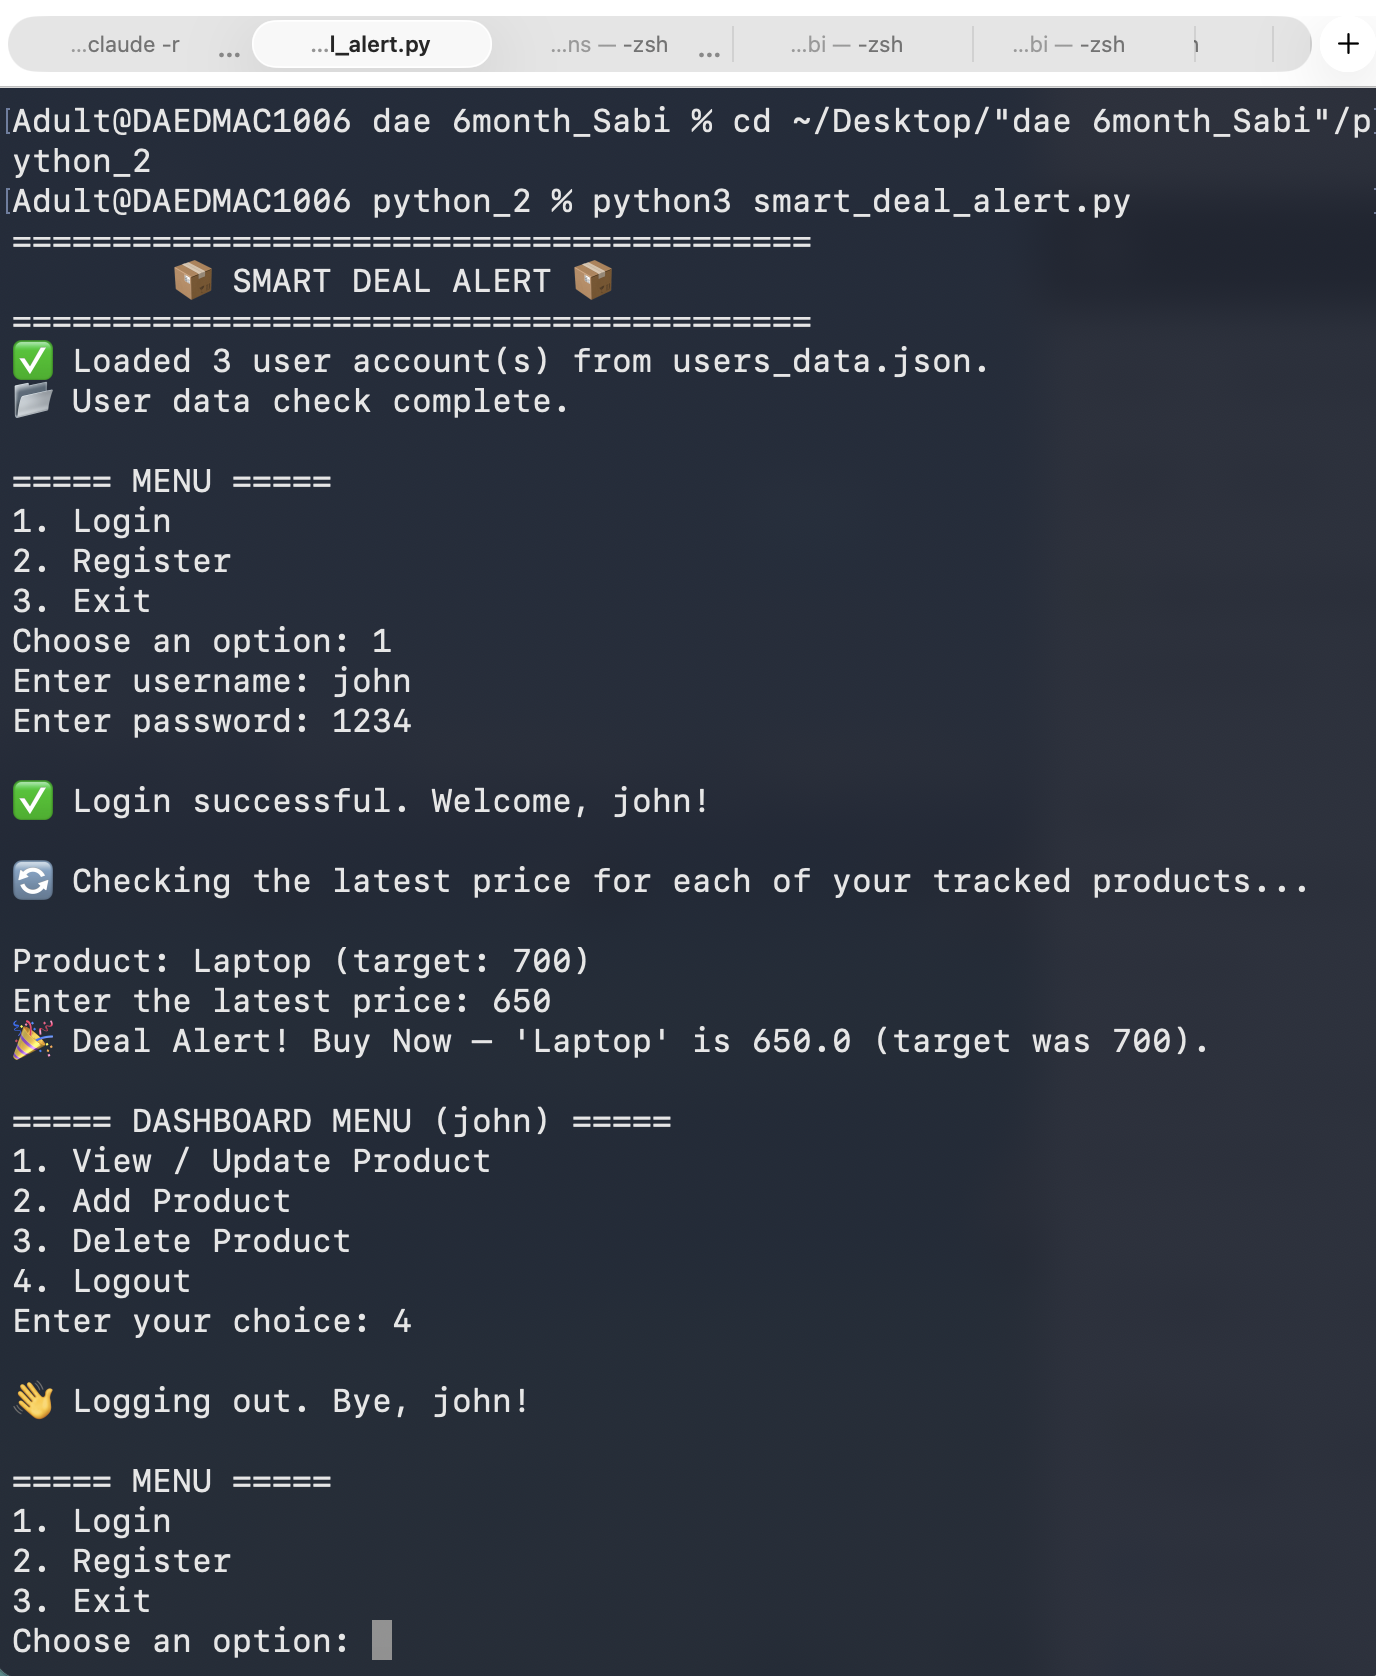 ...claude -r
...
...l_alert.py
...ns — -zsh
...
...bi — -zsh
...bi — -zsh
+
[Adult@DAEDMAC1006 dae 6month_Sabi % cd ~/Desktop/"dae 6month_Sabi"/p
ython_2
[Adult@DAEDMAC1006 python_2 % python3 smart_deal_alert.py
========================================
📦 SMART DEAL ALERT 📦
========================================
✅ Loaded 3 user account(s) from users_data.json.
📂 User data check complete.
===== MENU =====
1. Login
2. Register
3. Exit
Choose an option: 1
Enter username: john
Enter password: 1234
✅ Login successful. Welcome, john!
🔄 Checking the latest price for each of your tracked products...
Product: Laptop (target: 700)
Enter the latest price: 650
🎉 Deal Alert! Buy Now — 'Laptop' is 650.0 (target was 700).
===== DASHBOARD MENU (john) =====
1. View / Update Product
2. Add Product
3. Delete Product
4. Logout
Enter your choice: 4
👋 Logging out. Bye, john!
===== MENU =====
1. Login
2. Register
3. Exit
Choose an option: